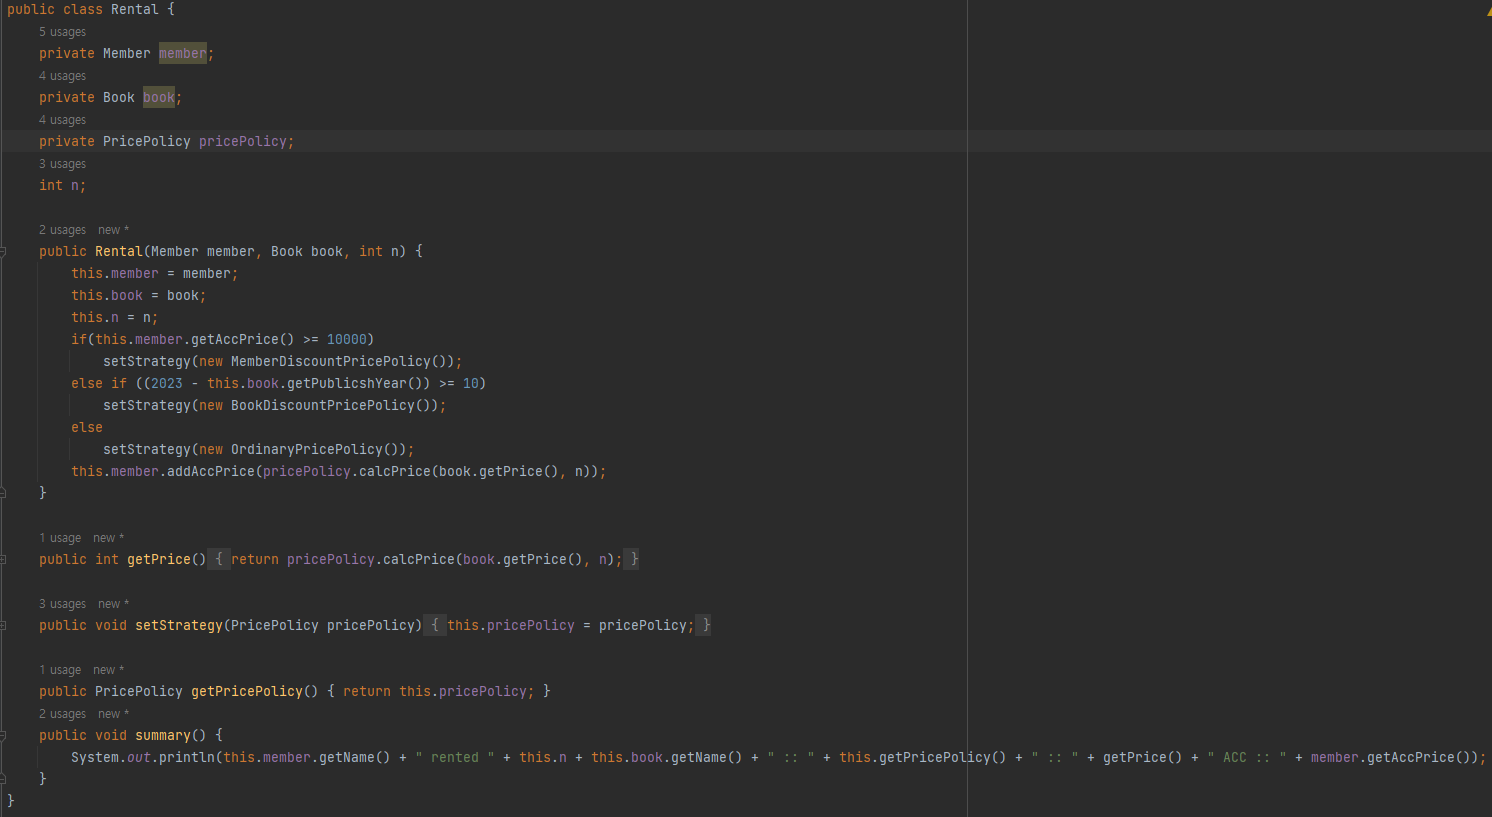 public class Rental {
5 usages
private Member member;
4 usages
private Book book;
4 usages
private PricePolicy pricePolicy;
3 usages
int n;
2 usages new *
public Rental(Member member, Book book, int n) {
this.member = member;
this.book = book;
this.n = n;
if(this.member.getAccPrice() >= 10000)
setStrategy(new MemberDiscountPricePolicy());
else if ((2023 - this.book.getPublicshYear()) >= 10)
setStrategy(new BookDiscountPricePolicy());
else
setStrategy(new OrdinaryPricePolicy());
this.member.addAccPrice(pricePolicy.calcPrice(book.getPrice(), n));
}
1 usage new *
public int getPrice() { return pricePolicy.calcPrice(book.getPrice(), n); }
3 usages new *
public void setStrategy(PricePolicy pricePolicy) { this.pricePolicy = pricePolicy; }
1 usage new *
public PricePolicy getPricePolicy() { return this.pricePolicy; }
2 usages new *
public void summary() {
System.out.println(this.member.getName() + " rented " + this.n + this.book.getName() + " :: " + this.getPricePolicy() + " :: " + getPrice() + " ACC :: " + member.getAccPrice());
}
}